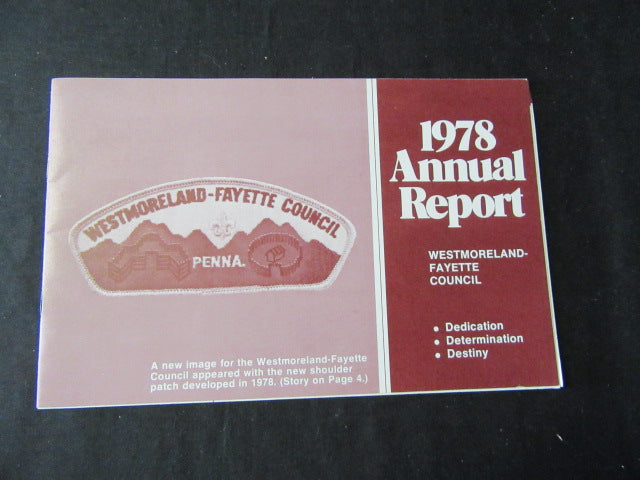 WESTMORELAND-FAYETTE COUNCIL
PENNA.
A new image for the Westmoreland-Fayette
Council appeared with the new shoulder
patch developed in 1978. (Story on Page 4.)
1978
Annual
Report
WESTMORELAND-
FAYETTE
COUNCIL
• Dedication
• Determination
• Destiny